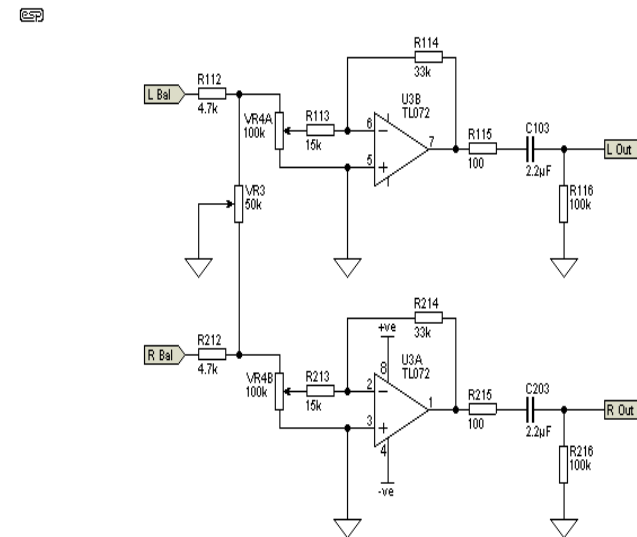 esp
R114
33k
R112
L Bal
4.7k
VR4A
100k
R113
15k
U3B
TL072
6
7
5
R115
100
C103
2.2µF
L Out
R116
100k
VR3
50k
R214
33k
+ve
R212
R Bal
4.7k
VR4B
100k
R213
15k
8
U3A
TL072
2
1
3
4
-ve
R215
100
C203
2.2µF
R Out
R216
100k